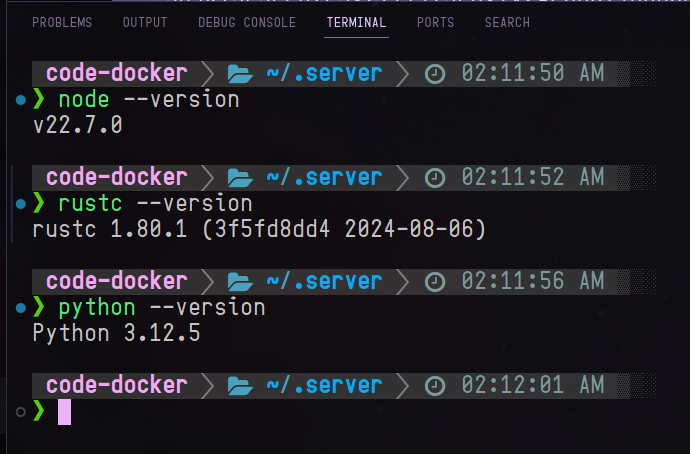 PROBLEMS OUTPUT DEBUG CONSOLE TERMINAL PORTS SEARCH
code-docker ~/.server 02:11:50 AM
❯ node --version
v22.7.0
code-docker ~/.server 02:11:52 AM
❯ rustc --version
rustc 1.80.1 (3f5fd8dd4 2024-08-06)
code-docker ~/.server 02:11:56 AM
❯ python --version
Python 3.12.5
code-docker ~/.server 02:12:01 AM
❯